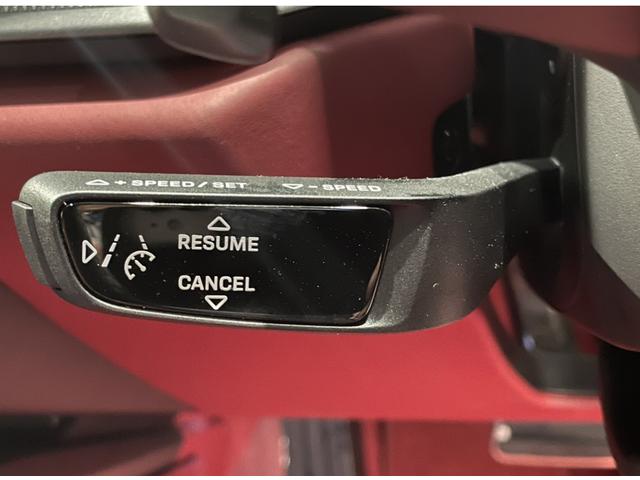 + SPEED / SET - SPEED
RESUME
CANCEL